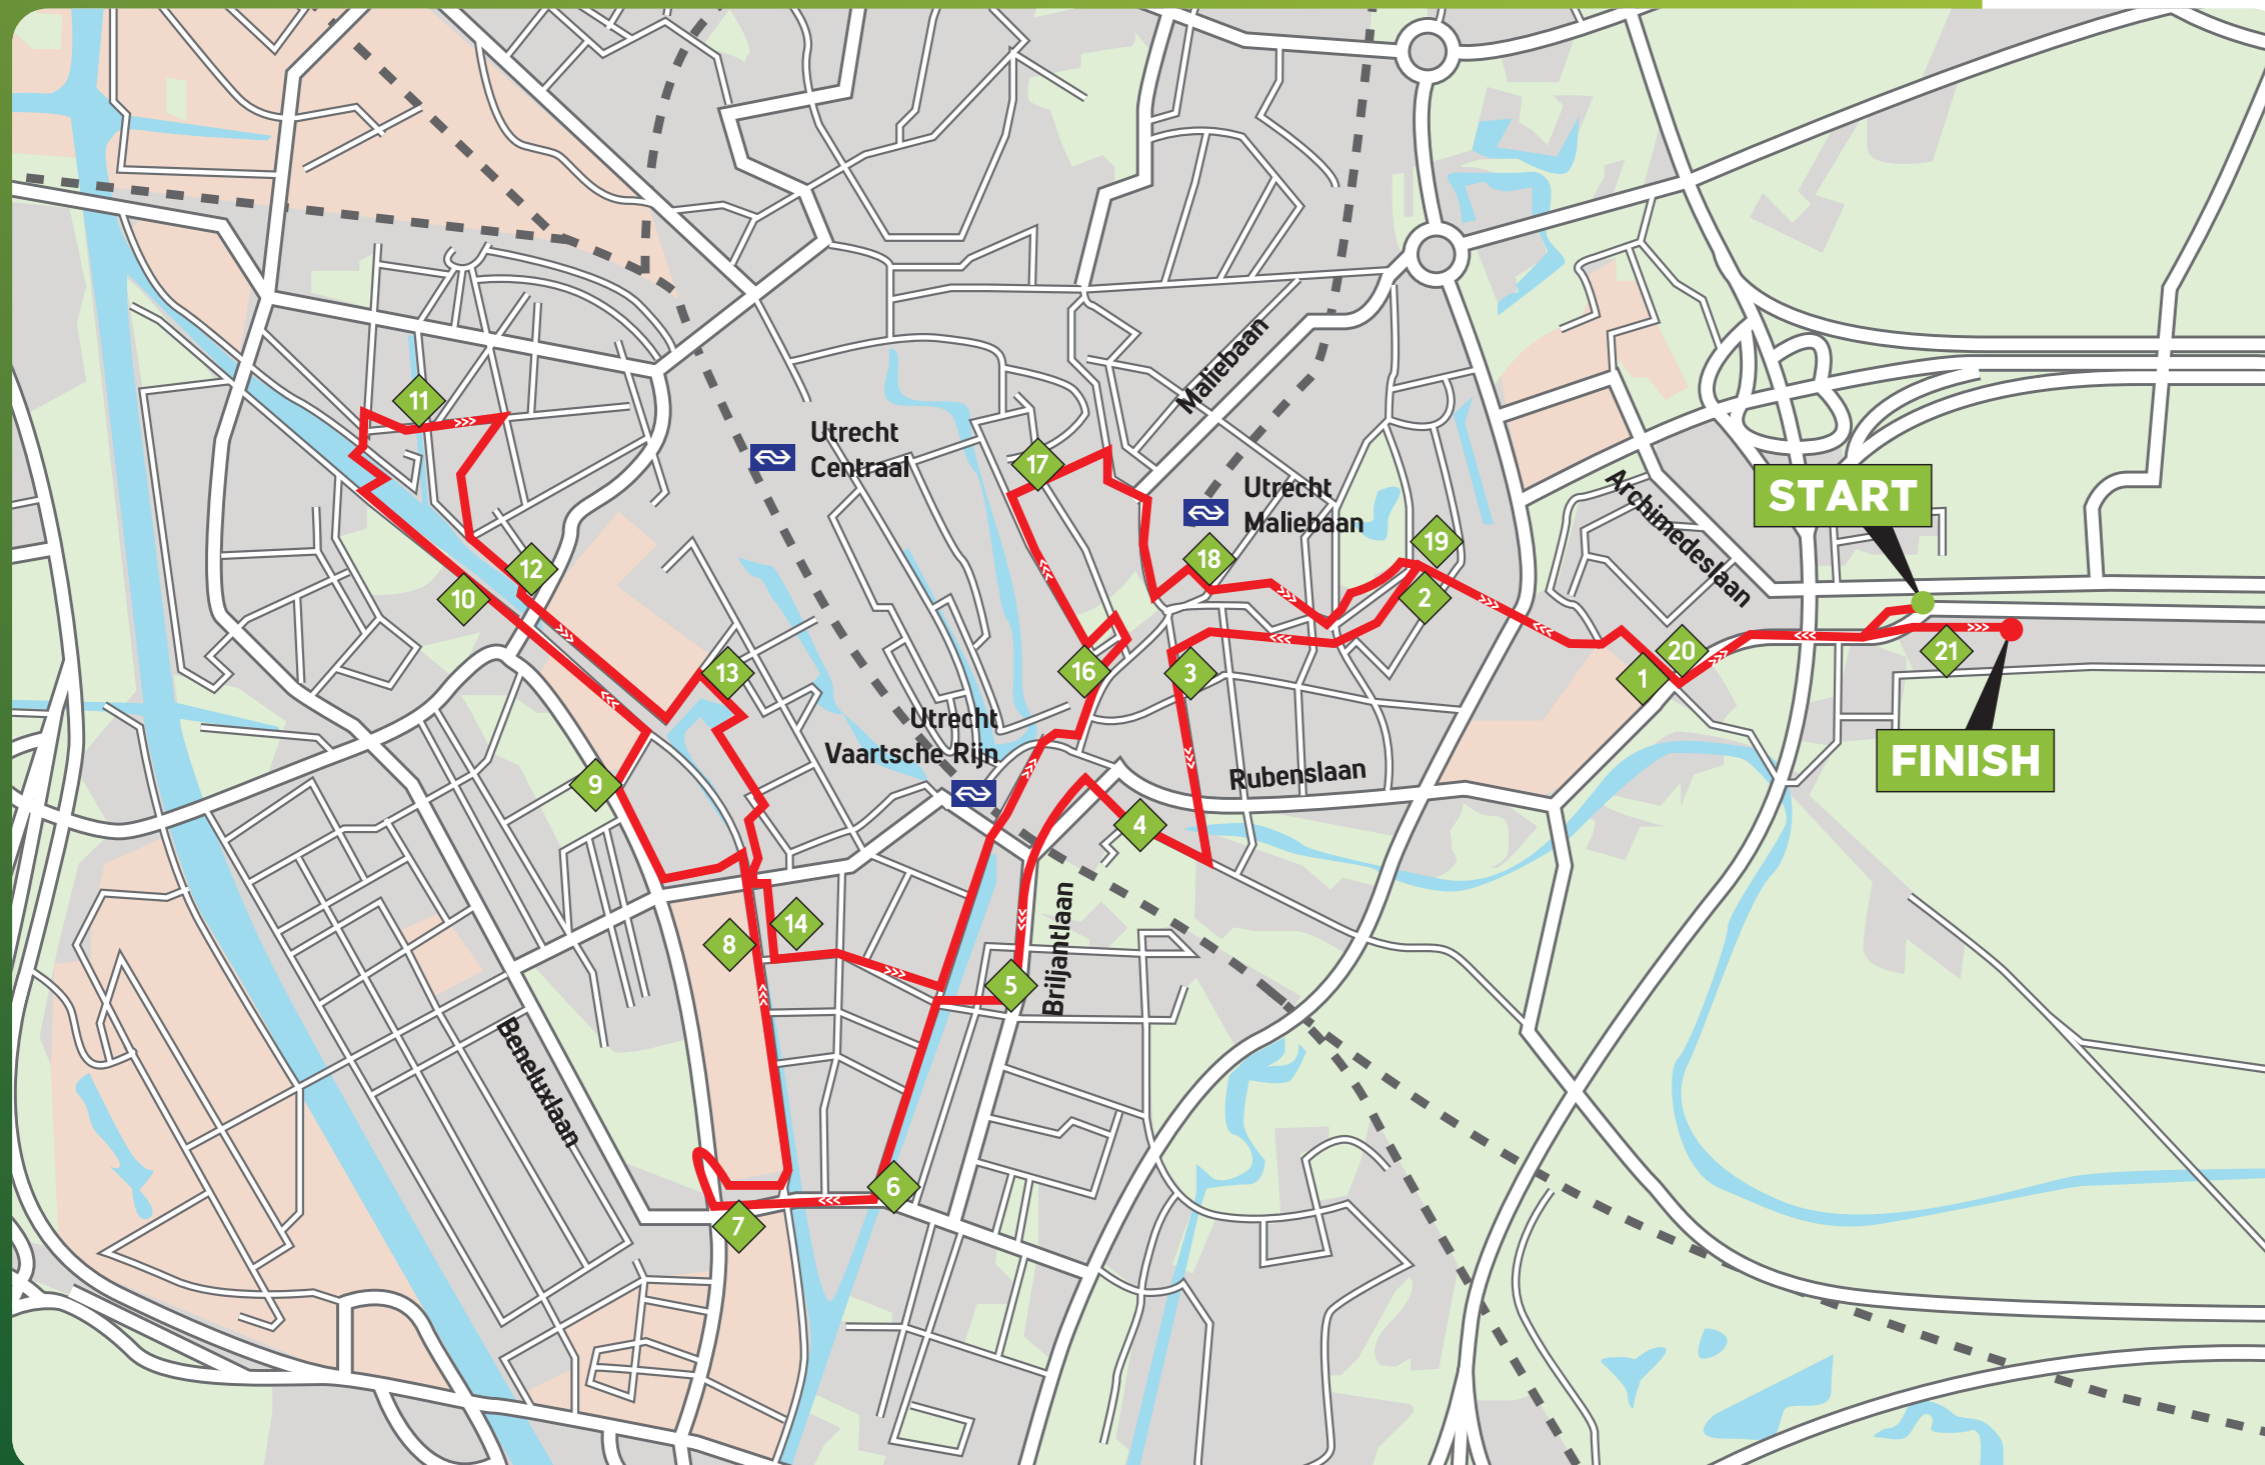 Maliebaan
11
Utrecht
Centraal
17
Utrecht
Maliebaan
Archimedeslaan
START
19
18
12
10
2
20
21
1
13
16
3
Utrecht
Vaartsche Rijn
FINISH
9
Rubenslaan
4
14
8
Briljantlaan
5
Beneluxlaan
6
7